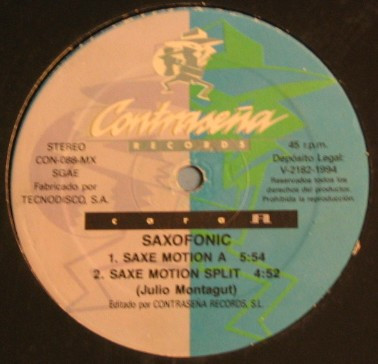 Contraseña
RECORDS
STEREO
CON-088-MX
SGAE
Fabricado por
TECNODISCO, S.A.
45 r.p.m.
Depósito Legal:
V-2182-1994
Reservados todos los
derechos del productor.
Prohibida la reproducción.
cara A
SAXOFONIC
1. SAXE MOTION A 5:54
2. SAXE MOTION SPLIT 4:52
(Julio Montagut)
Editado por CONTRASEÑA RECORDS, S.L.